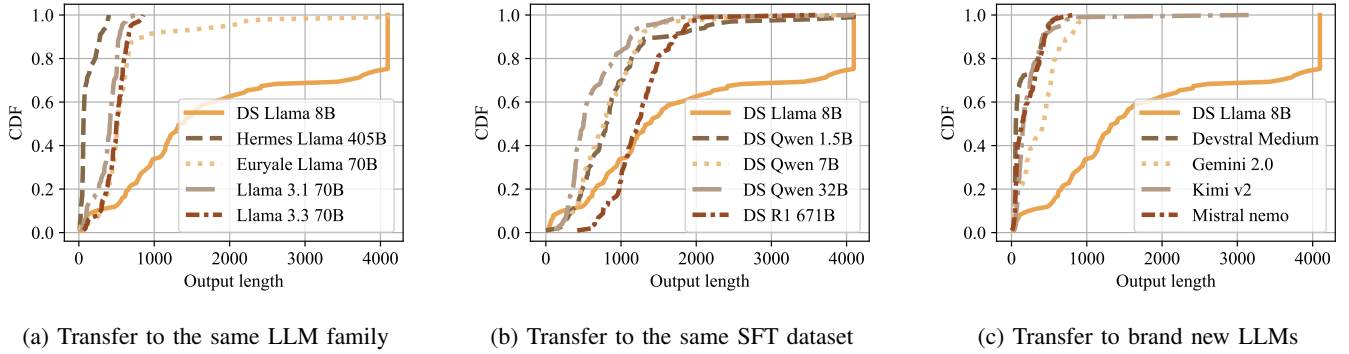 CDF
1.0
0.8
0.6
0.4
0.2
0.0
0
1000
2000
3000
4000
Output length
DS Llama 8B
Hermes Llama 405B
Euryale Llama 70B
Llama 3.1 70B
Llama 3.3 70B
(a) Transfer to the same LLM family
CDF
1.0
0.8
0.6
0.4
0.2
0.0
0
1000
2000
3000
4000
Output length
DS Llama 8B
DS Qwen 1.5B
DS Qwen 7B
DS Qwen 32B
DS R1 671B
(b) Transfer to the same SFT dataset
CDF
1.0
0.8
0.6
0.4
0.2
0.0
0
1000
2000
3000
4000
Output length
DS Llama 8B
Devstral Medium
Gemini 2.0
Kimi v2
Mistral nemo
(c) Transfer to brand new LLMs